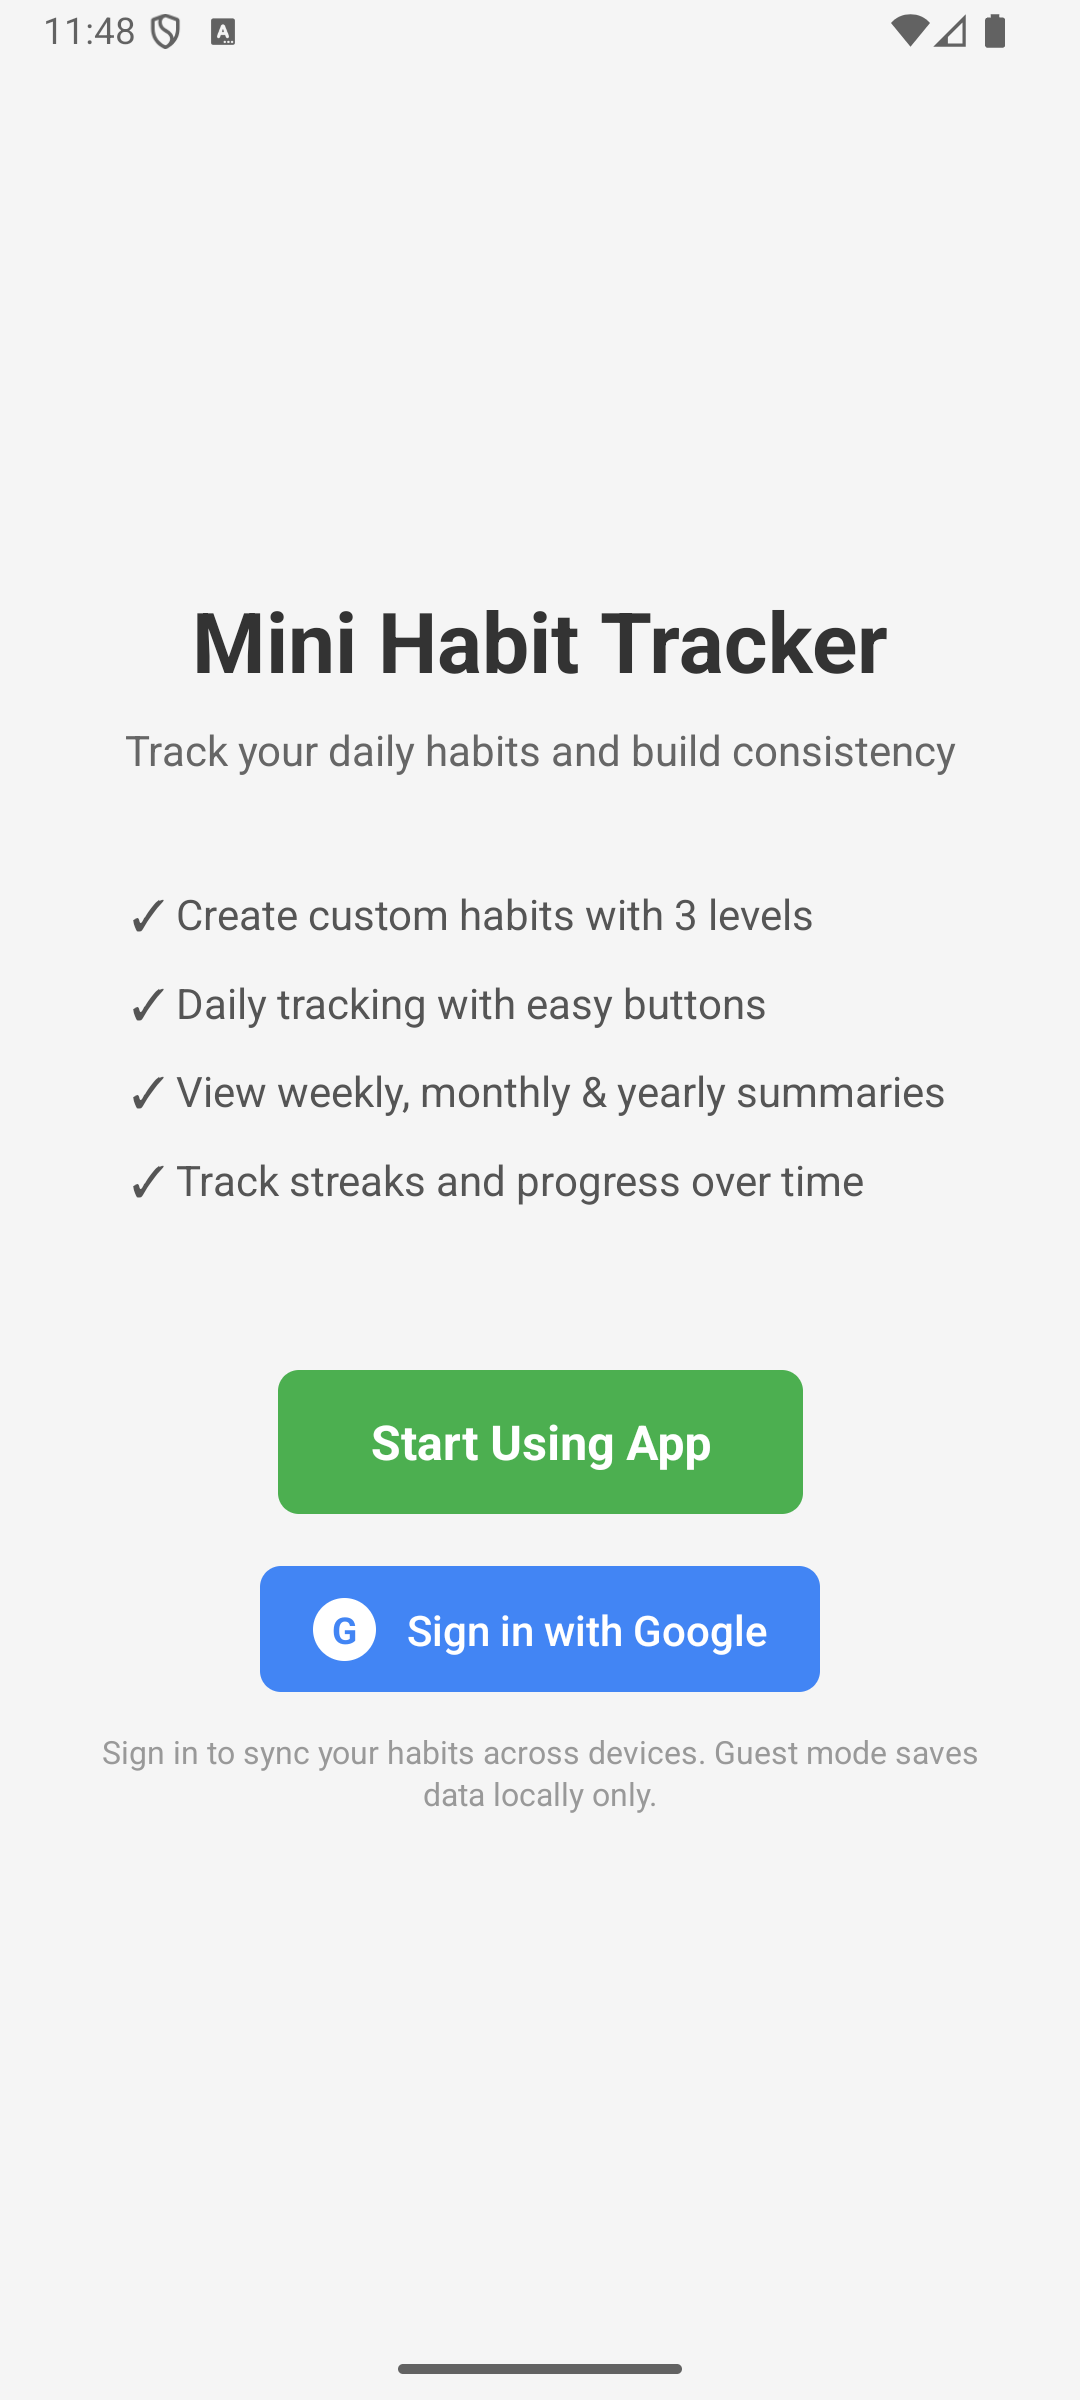 11:48
Mini Habit Tracker
Track your daily habits and build consistency
✓ Create custom habits with 3 levels
✓ Daily tracking with easy buttons
✓ View weekly, monthly & yearly summaries
✓ Track streaks and progress over time
Start Using App
G Sign in with Google
Sign in to sync your habits across devices. Guest mode saves
data locally only.